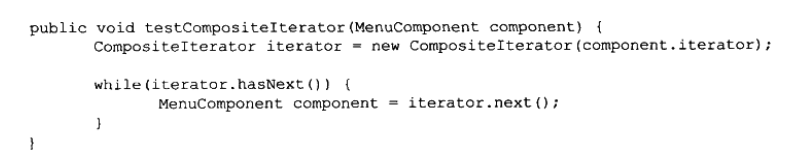 public void testCompositeIterator(MenuComponent component) {
CompositeIterator iterator = new CompositeIterator(component.iterator);
while(iterator.hasNext()) {
MenuComponent component = iterator.next();
}
}